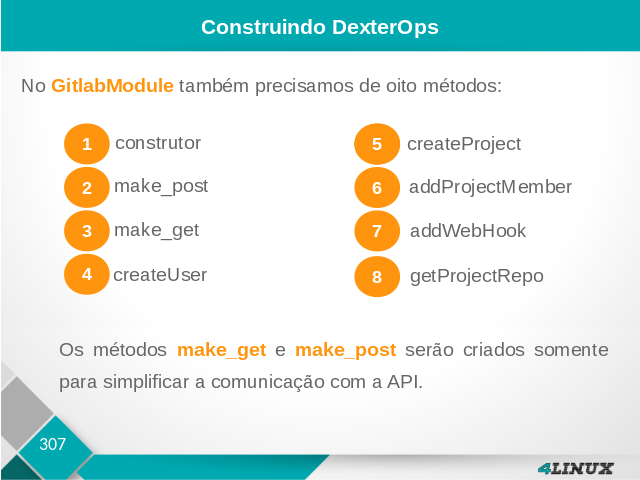 Construindo DexterOps
No GitlabModule também precisamos de oito métodos:
1 construtor
2 make_post
3 make_get
4 createUser
5 createProject
6 addProjectMember
7 addWebHook
8 getProjectRepo
Os métodos make_get e make_post serão criados somente
para simplificar a comunicação com a API.
307
4LINUX